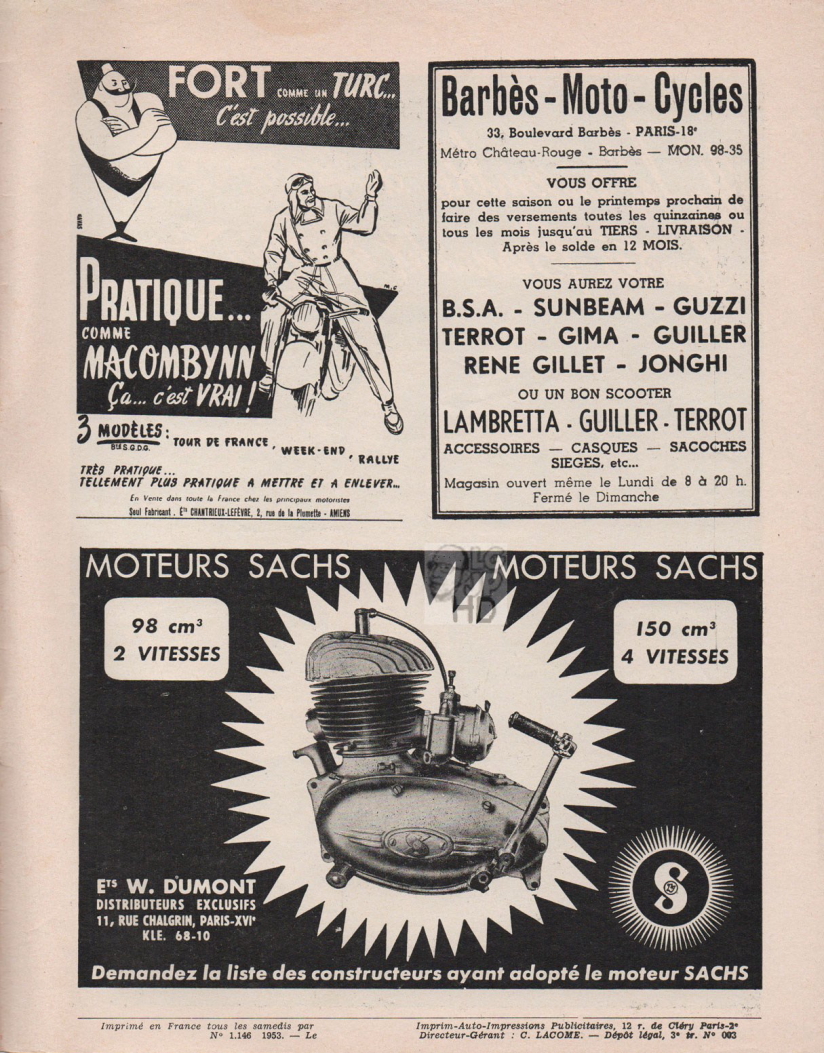 FORT COMME UN TURC...
C'est possible...
PRATIQUE...
COMME
MACOMBYNN
Ça... c'est VRAI !
3 MODÈLES : TOUR DE FRANCE, WEEK-END, RALLYE
Bté S.G.D.G.
TRÈS PRATIQUE...
TELLEMENT PLUS PRATIQUE A METTRE ET A ENLEVER...
En Vente dans toute la France chez les principaux motoristes
Seul Fabricant. Éts CHANTRIEUX-LEFÈVRE, 2, rue de la Plumette - AMIENS
Barbès - Moto - Cycles
33, Boulevard Barbès - PARIS-18e
Métro Château-Rouge - Barbès — MON. 98-35
VOUS OFFRE
pour cette saison ou le printemps prochain de
faire des versements toutes les quinzaines ou
tous les mois jusqu'au TIERS - LIVRAISON -
Après le solde en 12 MOIS.
VOUS AUREZ VOTRE
B.S.A. - SUNBEAM - GUZZI
TERROT - GIMA - GUILLER
RENE GILLET - JONGHI
OU UN BON SCOOTER
LAMBRETTA - GUILLER - TERROT
ACCESSOIRES — CASQUES — SACOCHES
SIEGES, etc...
Magasin ouvert même le Lundi de 8 à 20 h.
Fermé le Dimanche
MOTEURS SACHS MOTEURS SACHS
98 cm³
2 VITESSES
150 cm³
4 VITESSES
S
Ets W. DUMONT
DISTRIBUTEURS EXCLUSIFS
11, RUE CHALGRIN, PARIS-XVIe
KLE. 68-10
S
Demandez la liste des constructeurs ayant adopté le moteur SACHS
Imprimé en France tous les samedis par
N° 1.146 1953. — Le
Imprim-Auto-Impressions Publicitaires, 12 r. de Cléry Paris-2e
Directeur-Gérant : C. LACOME. — Dépôt légal, 3e tr. N° 003